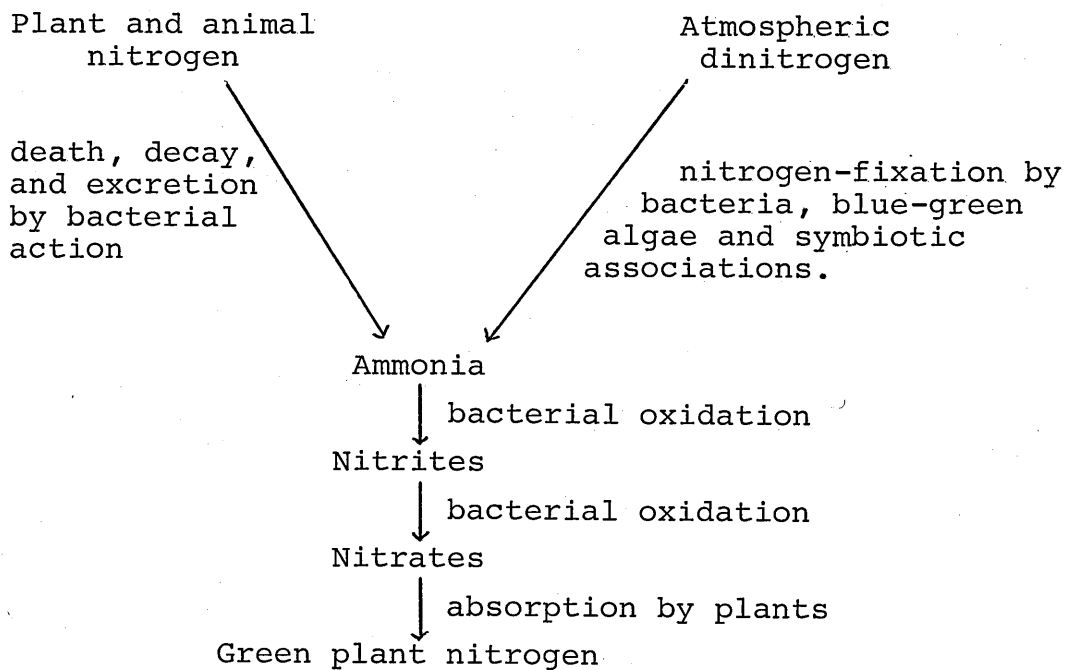 Plant and animal
nitrogen
Atmospheric
dinitrogen
death, decay,
and excretion
by bacterial
action
nitrogen-fixation by
bacteria, blue-green
algae and symbiotic
associations.
Ammonia
bacterial oxidation
Nitrites
bacterial oxidation
Nitrates
absorption by plants
Green plant nitrogen